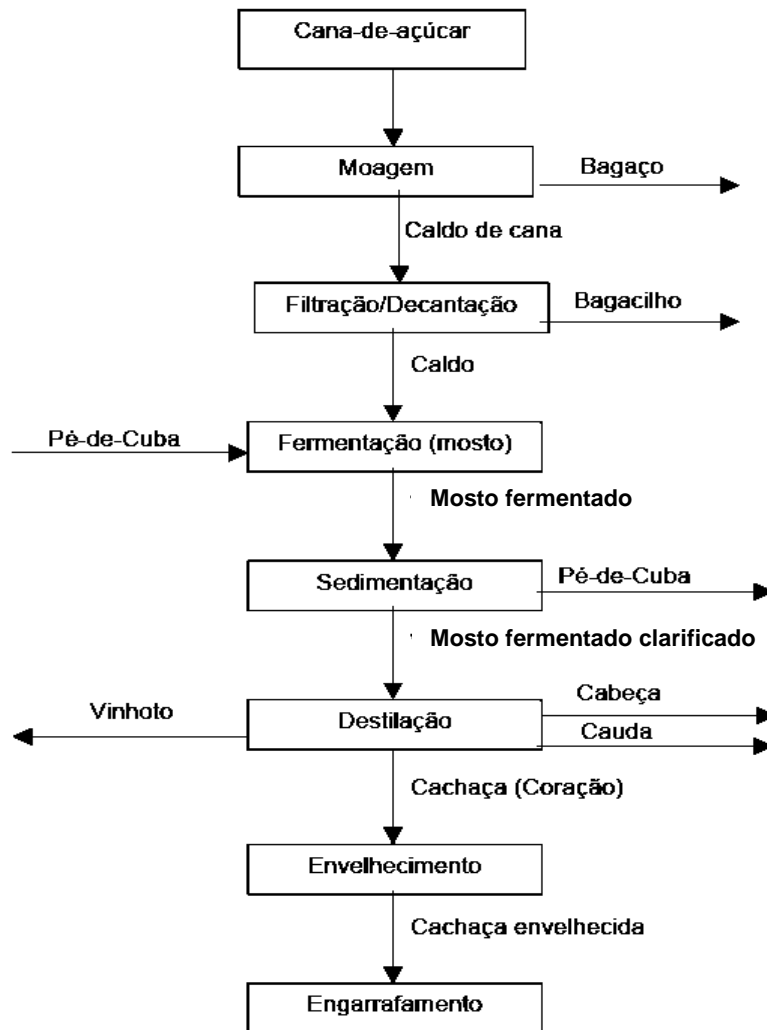 Cana-de-açúcar
Moagem
Bagaço
Caldo de cana
Filtração/Decantação
Bagacilho
Caldo
Pé-de-Cuba
Fermentação (mosto)
Mosto fermentado
Sedimentação
Pé-de-Cuba
Mosto fermentado clarificado
Vinhoto
Destilação
Cabeça
Cauda
Cachaça (Coração)
Envelhecimento
Cachaça envelhecida
Engarrafamento